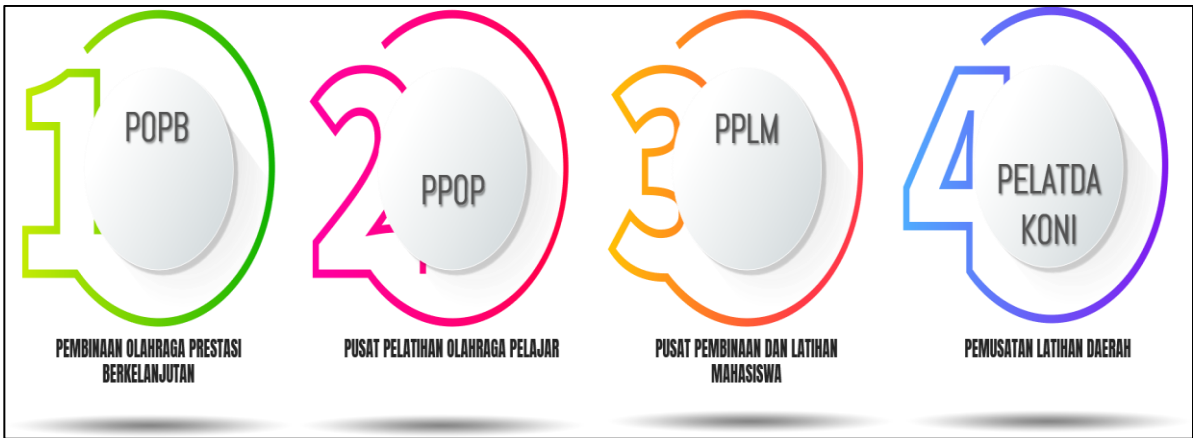 1
POPB
PEMBINAAN OLAHRAGA PRESTASI
BERKELANJUTAN
2
PPOP
PUSAT PELATIHAN OLAHRAGA PELAJAR
3
PPLM
PUSAT PEMBINAAN DAN LATIHAN
MAHASISWA
4
PELATDA
KONI
PEMUSATAN LATIHAN DAERAH